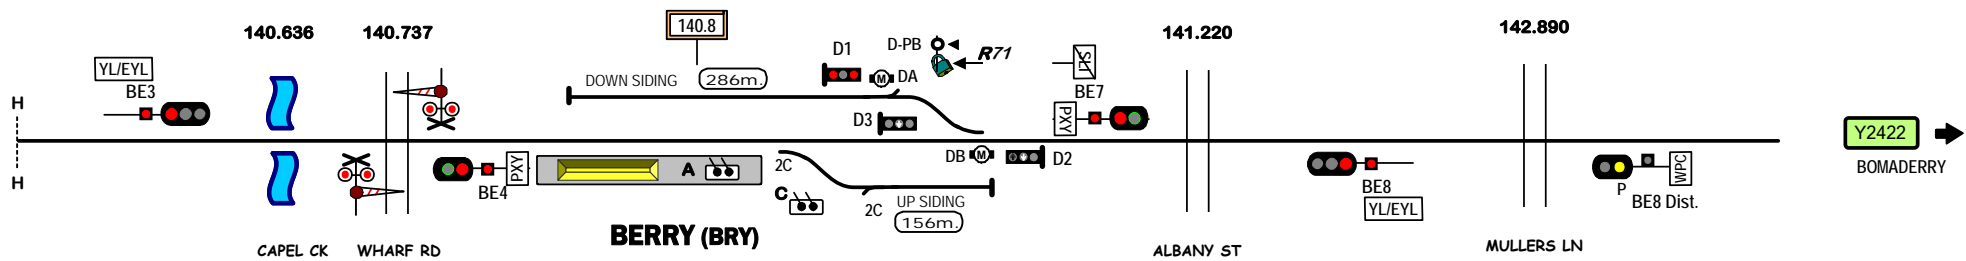 140.636
140.737
140.8
141.220
142.890
D1
D-PB
R71
YL/EYL
BE3
DOWN SIDING
286m.
M
DA
SLI
BE7
H
D3
PXY
Y2422
DB
M
D2
BOMADERRY
H
BE4
PXY
A
2C
C
2C
UP SIDING
156m.
BE8
YL/EYL
P
WPC
BE8 Dist.
BERRY (BRY)
CAPEL CK
WHARF RD
ALBANY ST
MULLERS LN